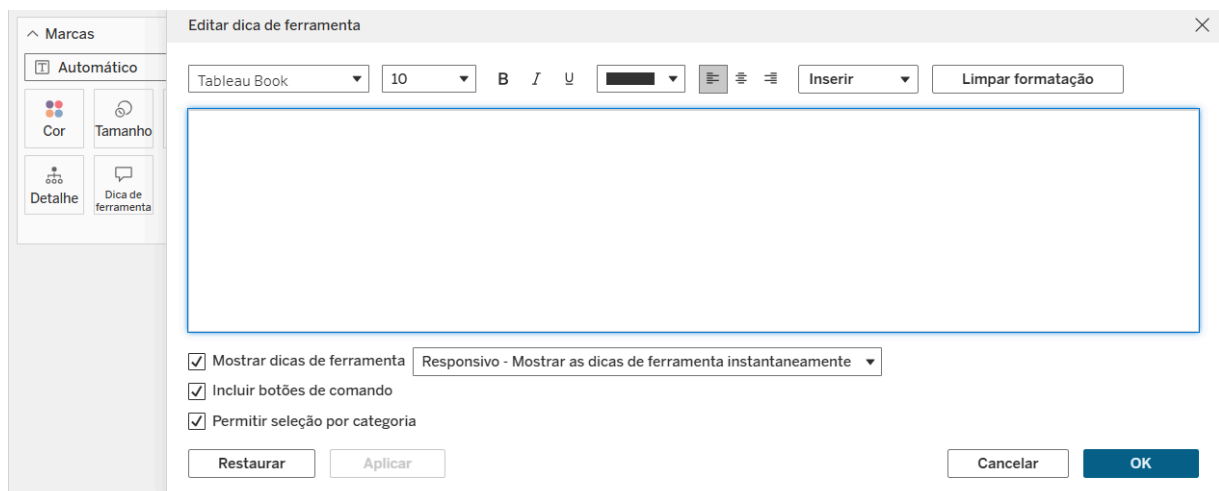 Marcas
Automático
Cor
Tamanho
Detalhe
Dica de
ferramenta
Editar dica de ferramenta
Tableau Book 10 B I U Inserir Limpar formatação
Mostrar dicas de ferramenta Responsivo - Mostrar as dicas de ferramenta instantaneamente
Incluir botões de comando
Permitir seleção por categoria
Restaurar Aplicar Cancelar OK